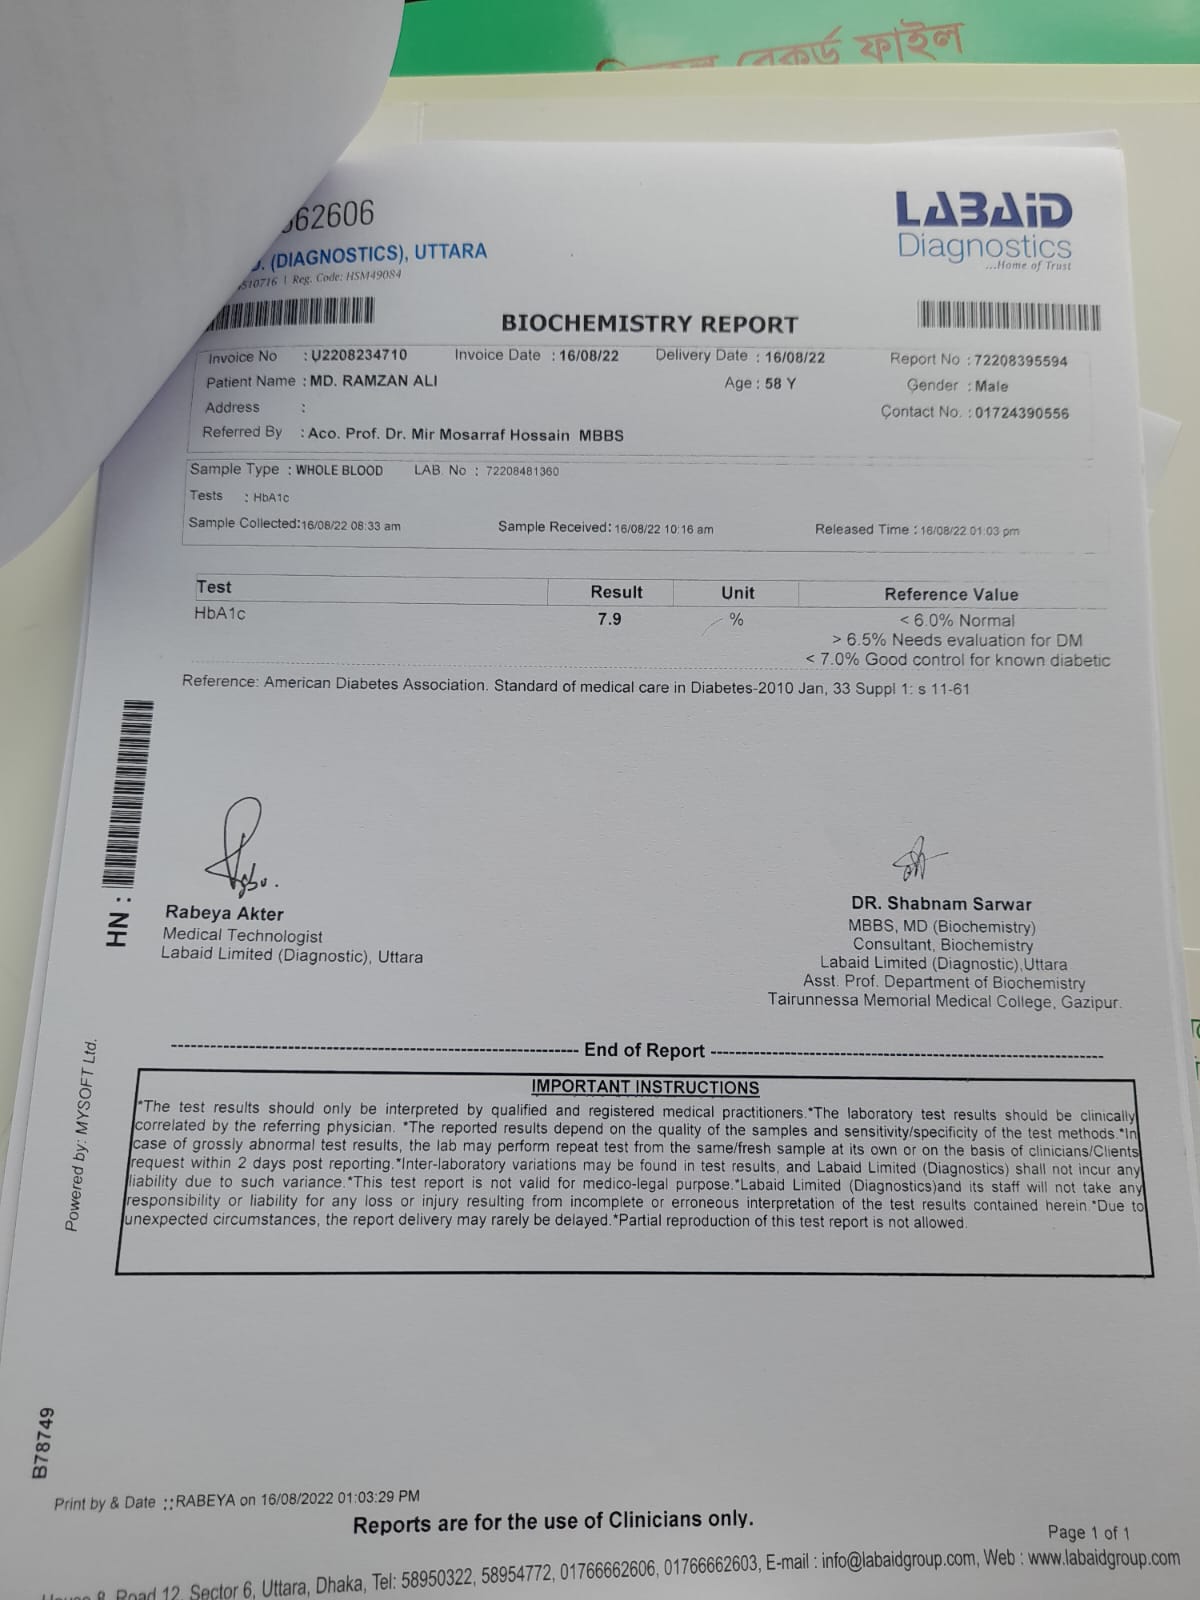 রেকর্ড ফাইল
62606
LABAID
Diagnostics
...Home of Trust
. (DIAGNOSTICS), UTTARA
S10716 | Reg. Code: HSM49084
BIOCHEMISTRY REPORT
Invoice No : U2208234710 Invoice Date : 16/08/22 Delivery Date : 16/08/22 Report No : 72208395594
Patient Name : MD. RAMZAN ALI Age : 58 Y Gender : Male
Address : Contact No. : 01724390556
Referred By : Aco. Prof. Dr. Mir Mosarraf Hossain MBBS
Sample Type : WHOLE BLOOD LAB. No : 72208481360
Tests : HbA1c
Sample Collected:16/08/22 08:33 am Sample Received: 16/08/22 10:16 am Released Time : 16/08/22 01:03 pm
Test Result Unit Reference Value
HbA1c 7.9 % < 6.0% Normal
> 6.5% Needs evaluation for DM
< 7.0% Good control for known diabetic
Reference: American Diabetes Association. Standard of medical care in Diabetes-2010 Jan, 33 Suppl 1: s 11-61
HN :
Rabeya Akter
Medical Technologist
Labaid Limited (Diagnostic), Uttara
DR. Shabnam Sarwar
MBBS, MD (Biochemistry)
Consultant, Biochemistry
Labaid Limited (Diagnostic),Uttara
Asst. Prof. Department of Biochemistry
Tairunnessa Memorial Medical College, Gazipur.
End of Report
IMPORTANT INSTRUCTIONS
*The test results should only be interpreted by qualified and registered medical practitioners.*The laboratory test results should be clinically
correlated by the referring physician. *The reported results depend on the quality of the samples and sensitivity/specificity of the test methods.*In
case of grossly abnormal test results, the lab may perform repeat test from the same/fresh sample at its own or on the basis of clinicians/Clients
request within 2 days post reporting.*Inter-laboratory variations may be found in test results, and Labaid Limited (Diagnostics) shall not incur any
liability due to such variance.*This test report is not valid for medico-legal purpose.*Labaid Limited (Diagnostics)and its staff will not take any
responsibility or liability for any loss or injury resulting from incomplete or erroneous interpretation of the test results contained herein.*Due to
unexpected circumstances, the report delivery may rarely be delayed.*Partial reproduction of this test report is not allowed.
Powered by: MYSOFT Ltd.
B78749
Print by & Date ::RABEYA on 16/08/2022 01:03:29 PM
Reports are for the use of Clinicians only.
Page 1 of 1
Road 12, Sector 6, Uttara, Dhaka, Tel: 58950322, 58954772, 01766662606, 01766662603, E-mail : info@labaidgroup.com, Web : www.labaidgroup.com